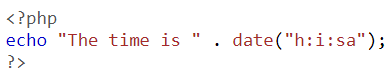 <?php
echo "The time is " . date("h:i:sa");
?>